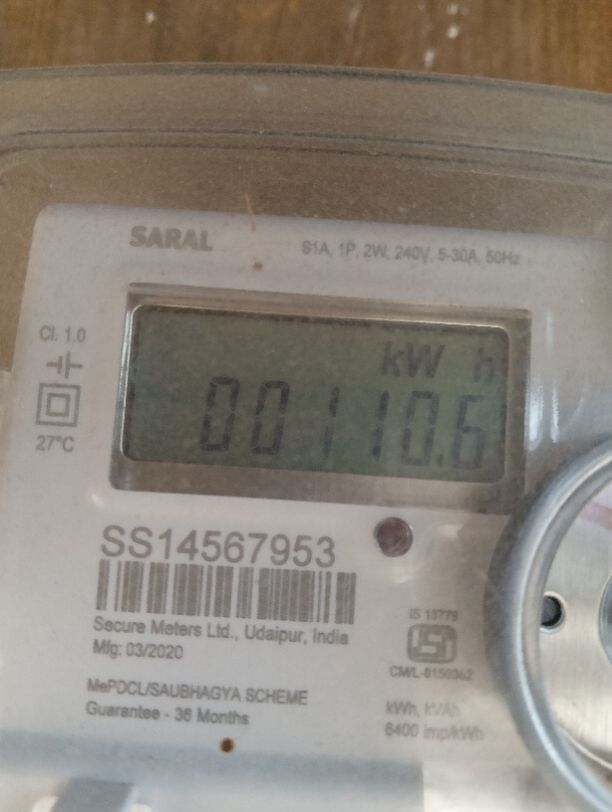 SARAL
S1A, 1P, 2W, 240V, 5-30A, 50Hz
Cl. 1.0
kW h
00110.6
27°C
SS14567953
Secure Meters Ltd., Udaipur, India
Mfg: 03/2020
IS 13779
ISI
CM/L-8150362
MePDCL/SAUBHAGYA SCHEME
Guarantee - 36 Months
kWh, kVAh
6400 imp/kWh